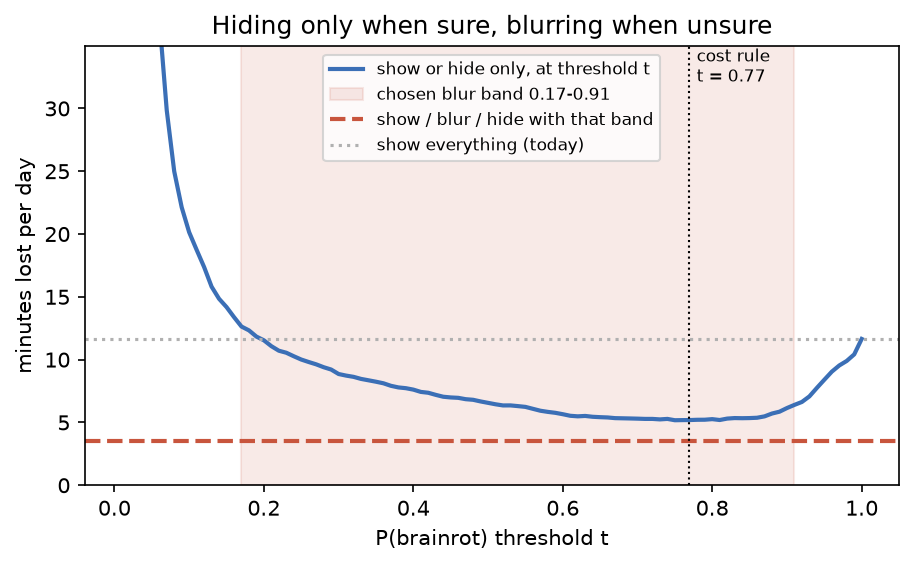 Hiding only when sure, blurring when unsure
cost rule
t = 0.77
show or hide only, at threshold t
chosen blur band 0.17-0.91
show / blur / hide with that band
show everything (today)
minutes lost per day
30
25
20
15
10
5
0
0.0 0.2 0.4 0.6 0.8 1.0
P(brainrot) threshold t